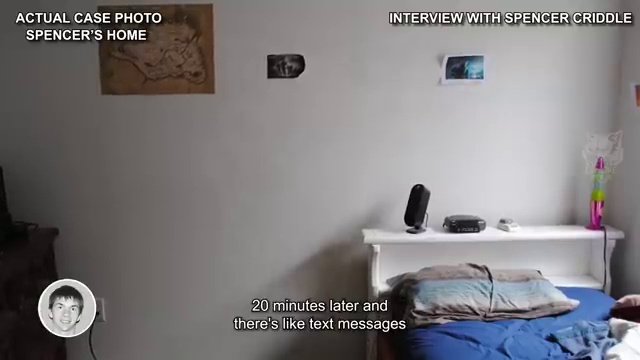 ACTUAL CASE PHOTO
SPENCER'S HOME
INTERVIEW WITH SPENCER CRIDDLE
20 minutes later and
there's like text messages